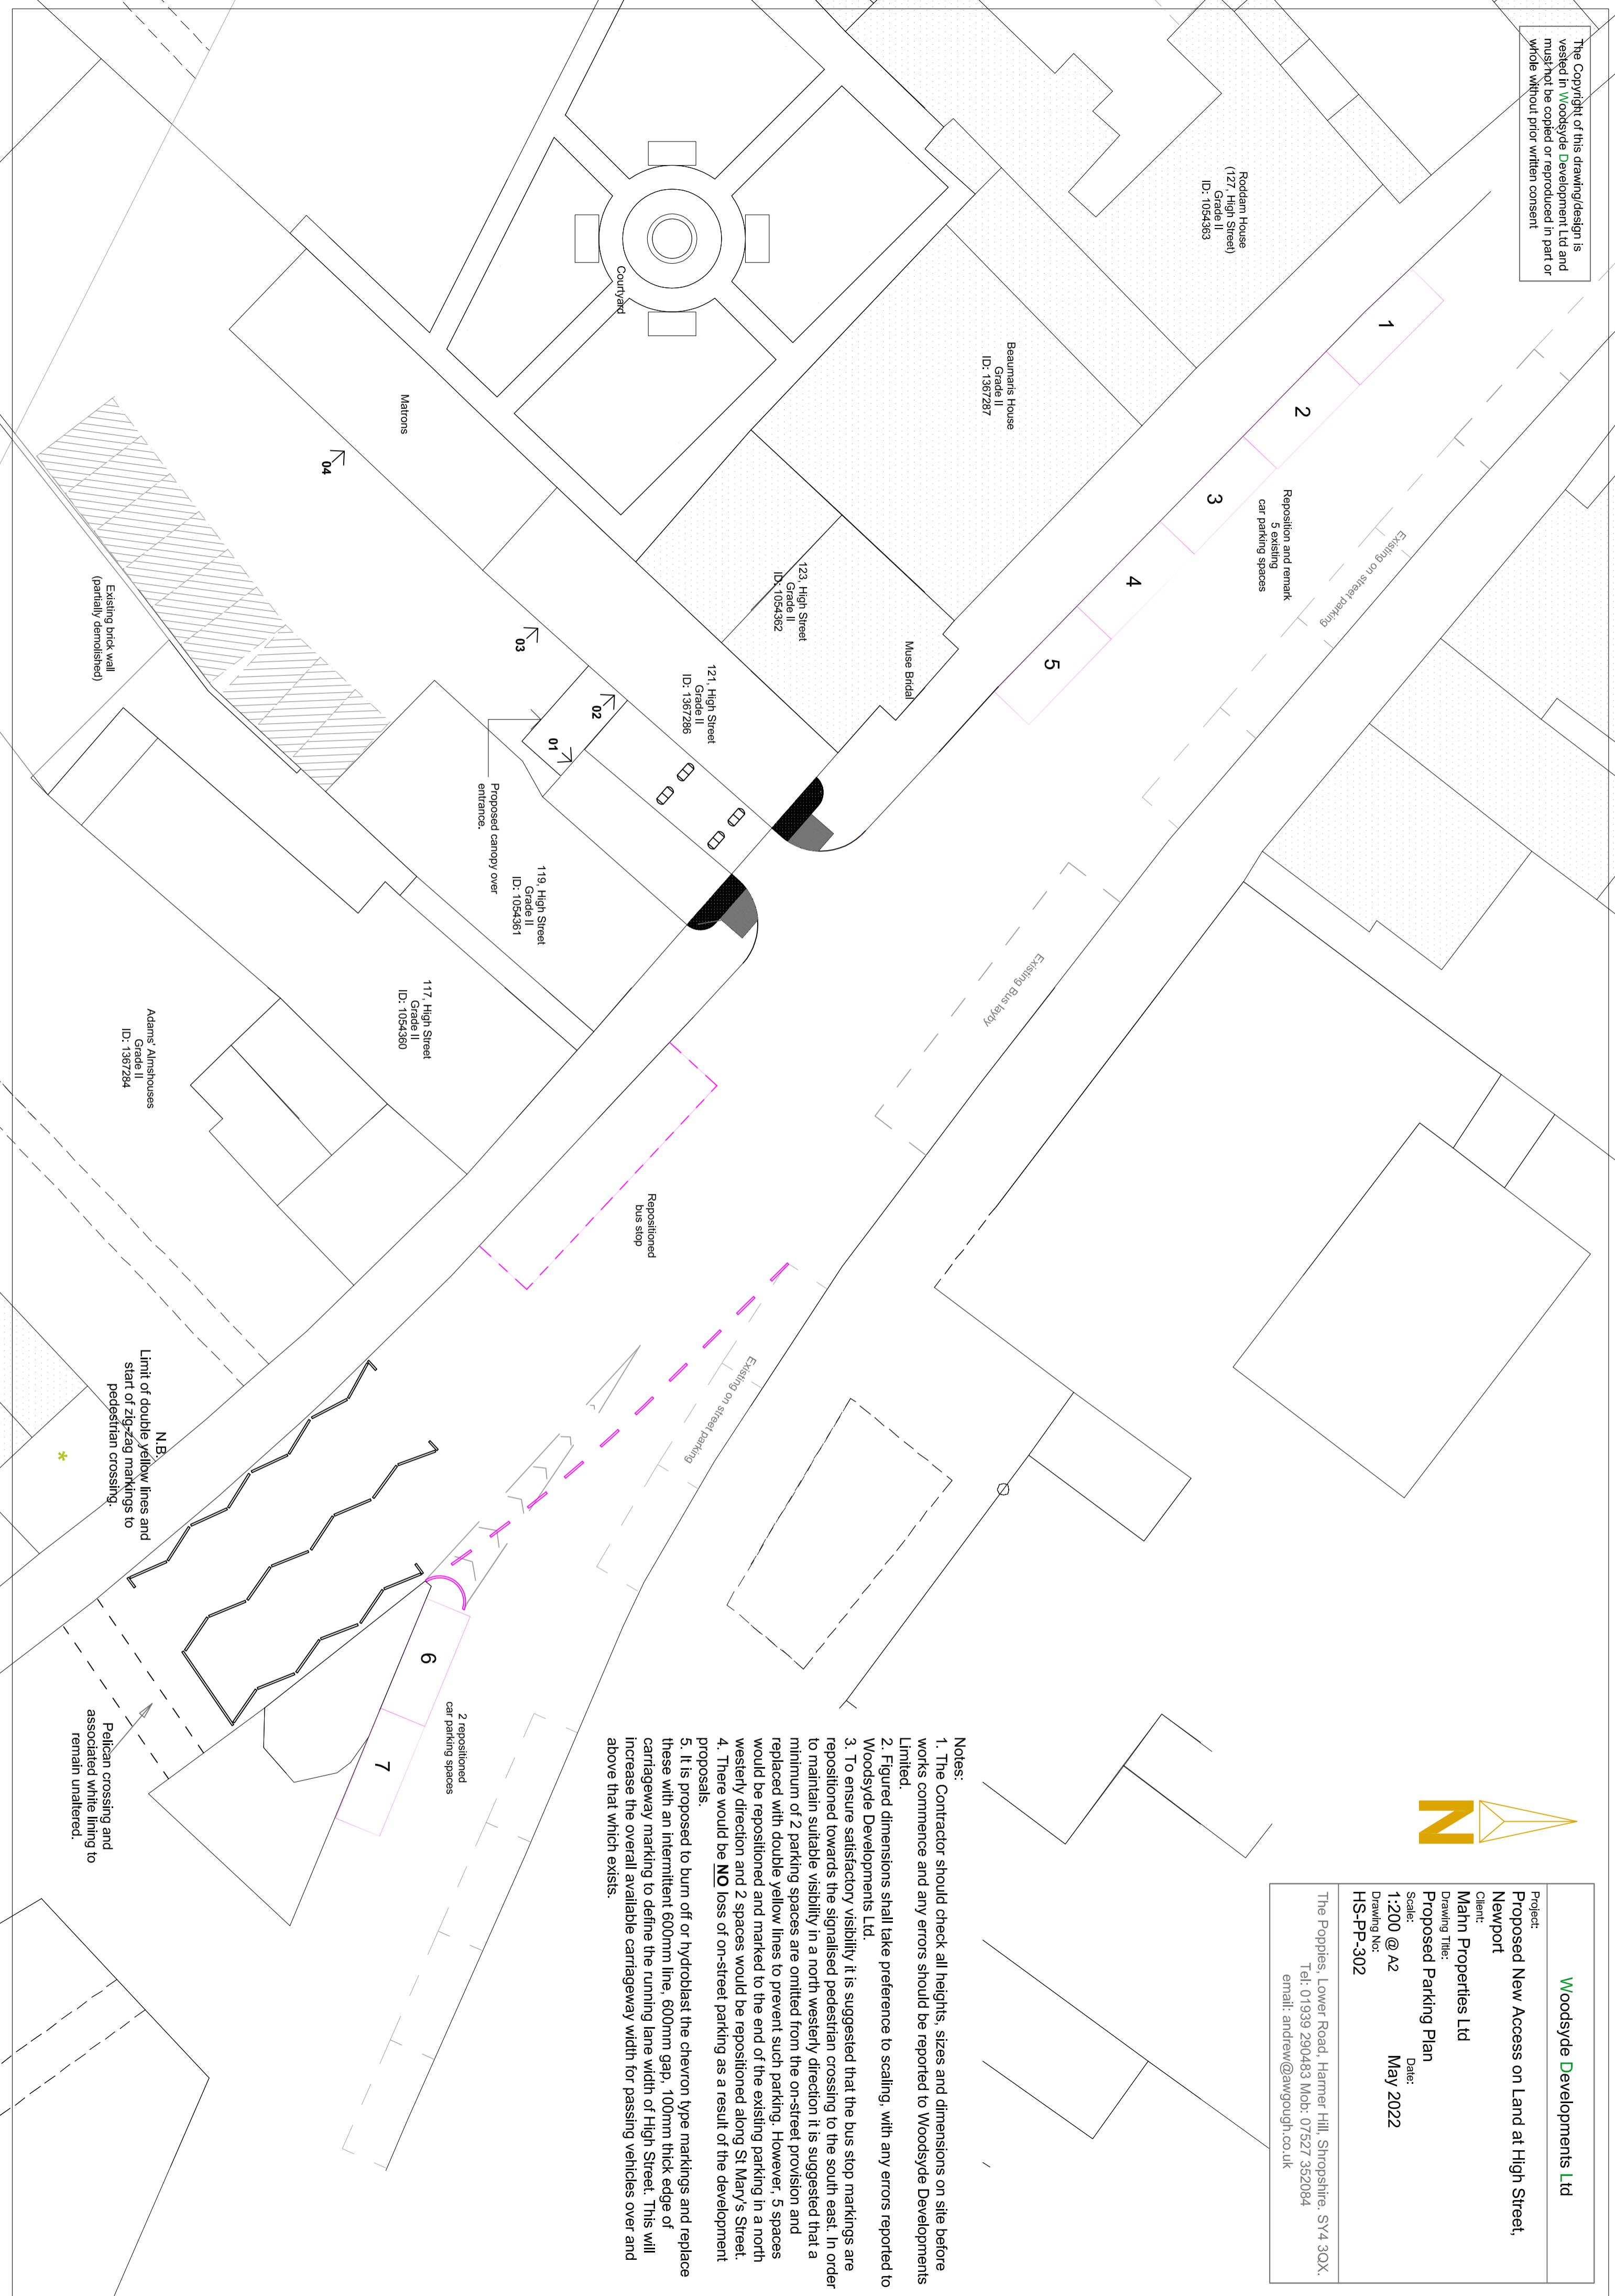 The Copyright of this drawing/design is
vested in Woodsyde Development Ltd and
must not be copied or reproduced in part or
whole without prior written consent
Roddam House
(127, High Street)
Grade II
ID: 1054363
Beaumaris House
Grade II
ID: 1367287
1
2
3
4
5
Reposition and remark
5 existing
car parking spaces
Existing on street parking
Courtyard
Matrons
04
03
02
01
123, High Street
Grade II
ID: 1054362
Muse Bridal
121, High Street
Grade II
ID: 1367286
Existing brick wall
(partially demolished)
Proposed canopy over
entrance.
119, High Street
Grade II
ID: 1054361
117, High Street
Grade II
ID: 1054360
Adams' Almshouses
Grade II
ID: 1367284
Existing Bus layby
Repositioned
bus stop
Existing on street parking
N.B.
Limit of double yellow lines and
start of zig-zag markings to
pedestrian crossing.
*
6
7
2 repositioned
car parking spaces
Pelican crossing and
associated white lining to
remain unaltered.
Notes:
1. The Contractor should check all heights, sizes and dimensions on site before
works commence and any errors should be reported to Woodsyde Developments
Limited.
2. Figured dimensions shall take preference to scaling, with any errors reported to
Woodsyde Developments Ltd.
3. To ensure satisfactory visibility it is suggested that the bus stop markings are
repositioned towards the signalised pedestrian crossing to the south east. In order
to maintain suitable visibility in a north westerly direction it is suggested that a
minimum of 2 parking spaces are omitted from the on-street provision and
replaced with double yellow lines to prevent such parking. However, 5 spaces
would be repositioned and marked to the end of the existing parking in a north
westerly direction and 2 spaces would be repositioned along St Mary's Street.
4. There would be NO loss of on-street parking as a result of the development
proposals.
5. It is proposed to burn off or hydroblast the chevron type markings and replace
these with an intermittent 600mm line, 600mm gap, 100mm thick edge of
carriageway marking to define the running lane width of High Street. This will
increase the overall available carriageway width for passing vehicles over and
above that which exists.
N
Woodsyde Developments Ltd
Project:
Proposed New Access on Land at High Street,
Newport
Client:
Mahn Properties Ltd
Drawing Title:
Proposed Parking Plan
Scale:
1:200 @ A2
Date:
May 2022
Drawing No:
HS-PP-302
The Poppies, Lower Road, Harmer Hill, Shropshire. SY4 3QX.
Tel: 01939 290483 Mob: 07527 352084
email: andrew@awgough.co.uk